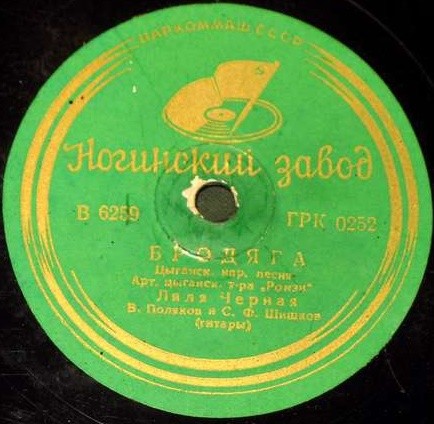 НАРКОММАШ СССР
Ногинский завод
В 6259 ГРК 0252
БРОДЯГА
Цыганск. нар. песня
Арт. цыганск. т-ра „Ромэн"
Ляля Черная
В. Поляков и С. Ф. Шишков
(гитары)